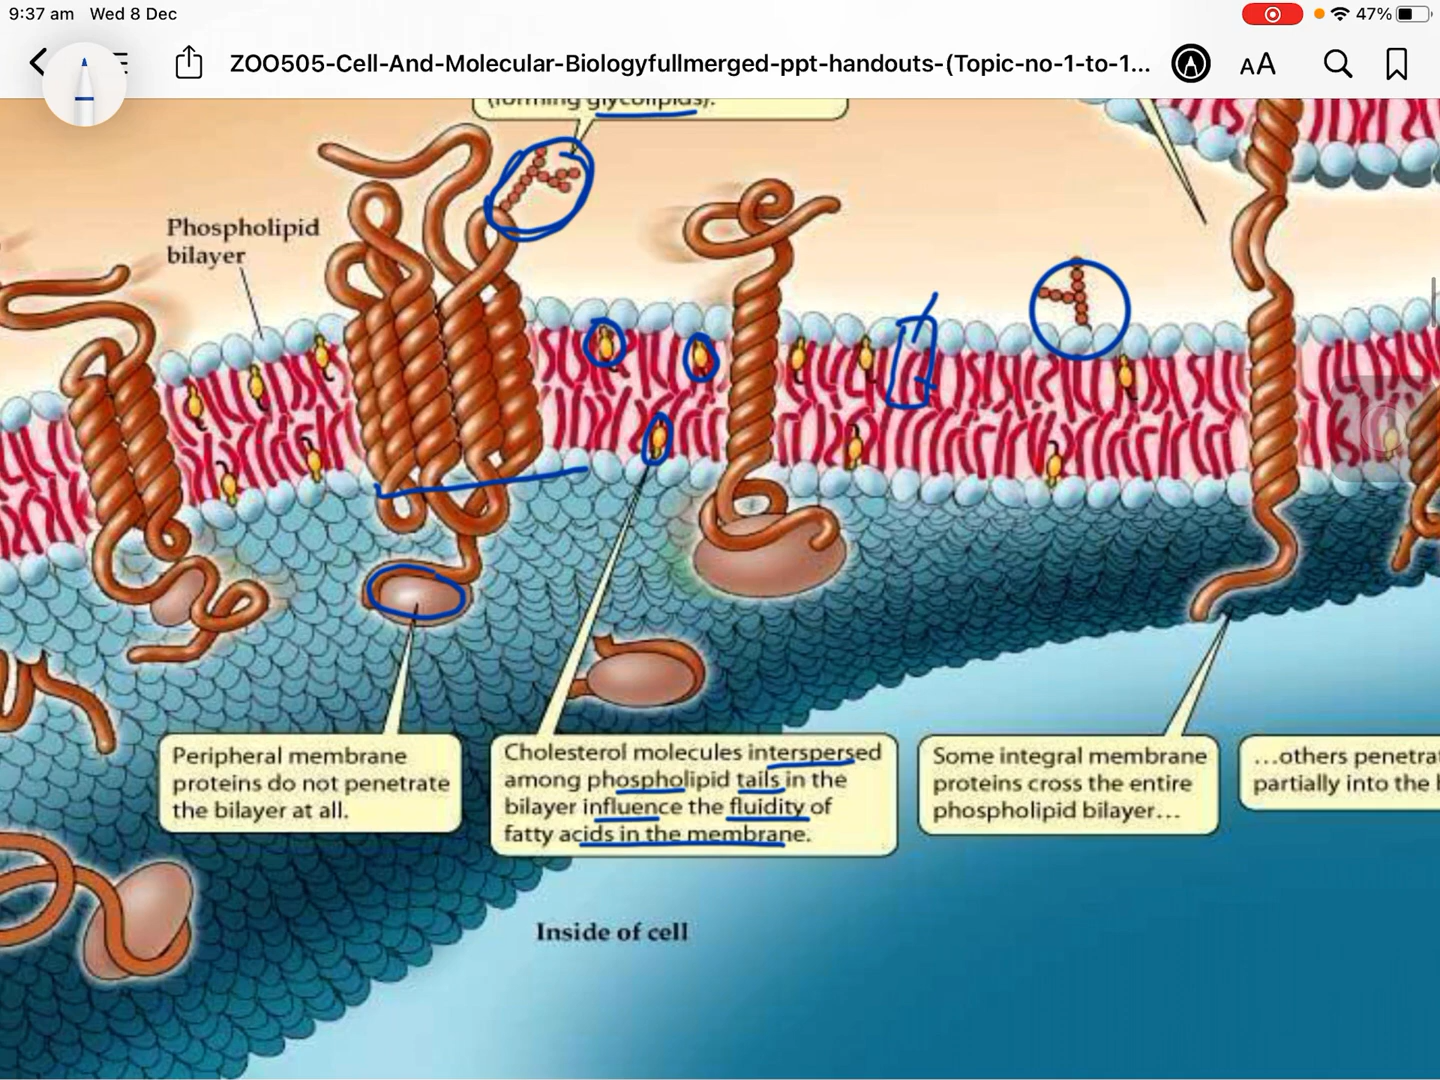 9:37 am Wed 8 Dec
47%
ZOO505-Cell-And-Molecular-Biologyfullmerged-ppt-handouts-(Topic-no-1-to-1...
AA
(forming glycolipids).
Phospholipid
bilayer
Peripheral membrane
proteins do not penetrate
the bilayer at all.
Cholesterol molecules interspersed
among phospholipid tails in the
bilayer influence the fluidity of
fatty acids in the membrane.
Some integral membrane
proteins cross the entire
phospholipid bilayer...
...others penetrat
partially into the
Inside of cell